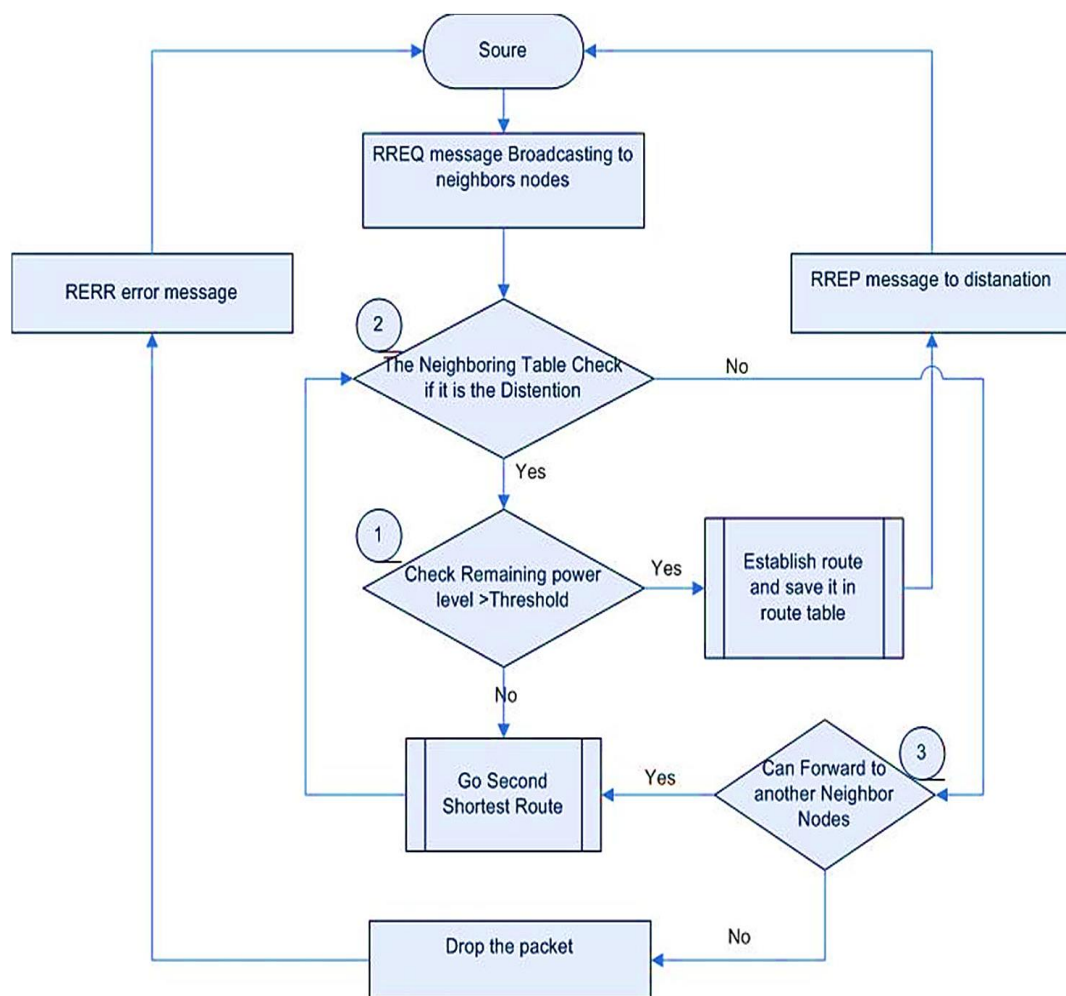 Soure
RREQ message Broadcasting to
neighbors nodes
RERR error message
RREP message to distanation
2
The Neighboring Table Check
if it is the Distention
No
Yes
1
Check Remaining power
level >Threshold
Yes
Establish route
and save it in
route table
No
3
Go Second
Shortest Route
Yes
Can Forward to
another Neighbor
Nodes
Drop the packet
No